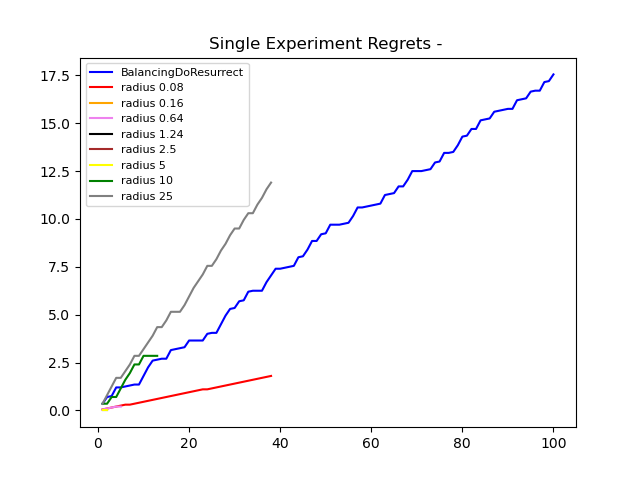 Single Experiment Regrets -
BalancingDoResurrect
radius 0.08
radius 0.16
radius 0.64
radius 1.24
radius 2.5
radius 5
radius 10
radius 25
17.5
15.0
12.5
10.0
7.5
5.0
2.5
0.0
0 20 40 60 80 100